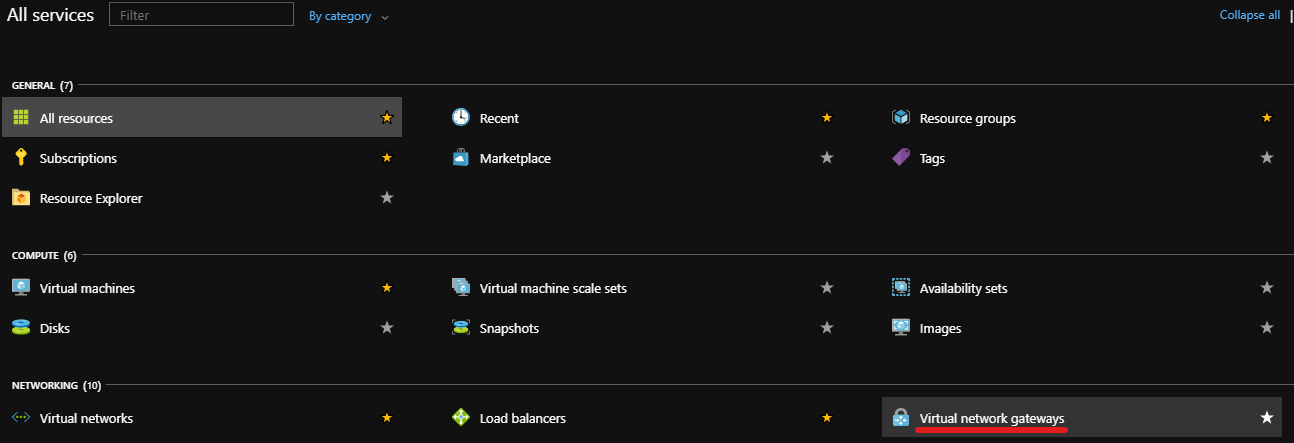 All services Filter By category Collapse all
GENERAL (7)
All resources Recent Resource groups
Subscriptions Marketplace Tags
Resource Explorer
COMPUTE (6)
Virtual machines Virtual machine scale sets Availability sets
Disks Snapshots Images
NETWORKING (10)
Virtual networks Load balancers Virtual network gateways